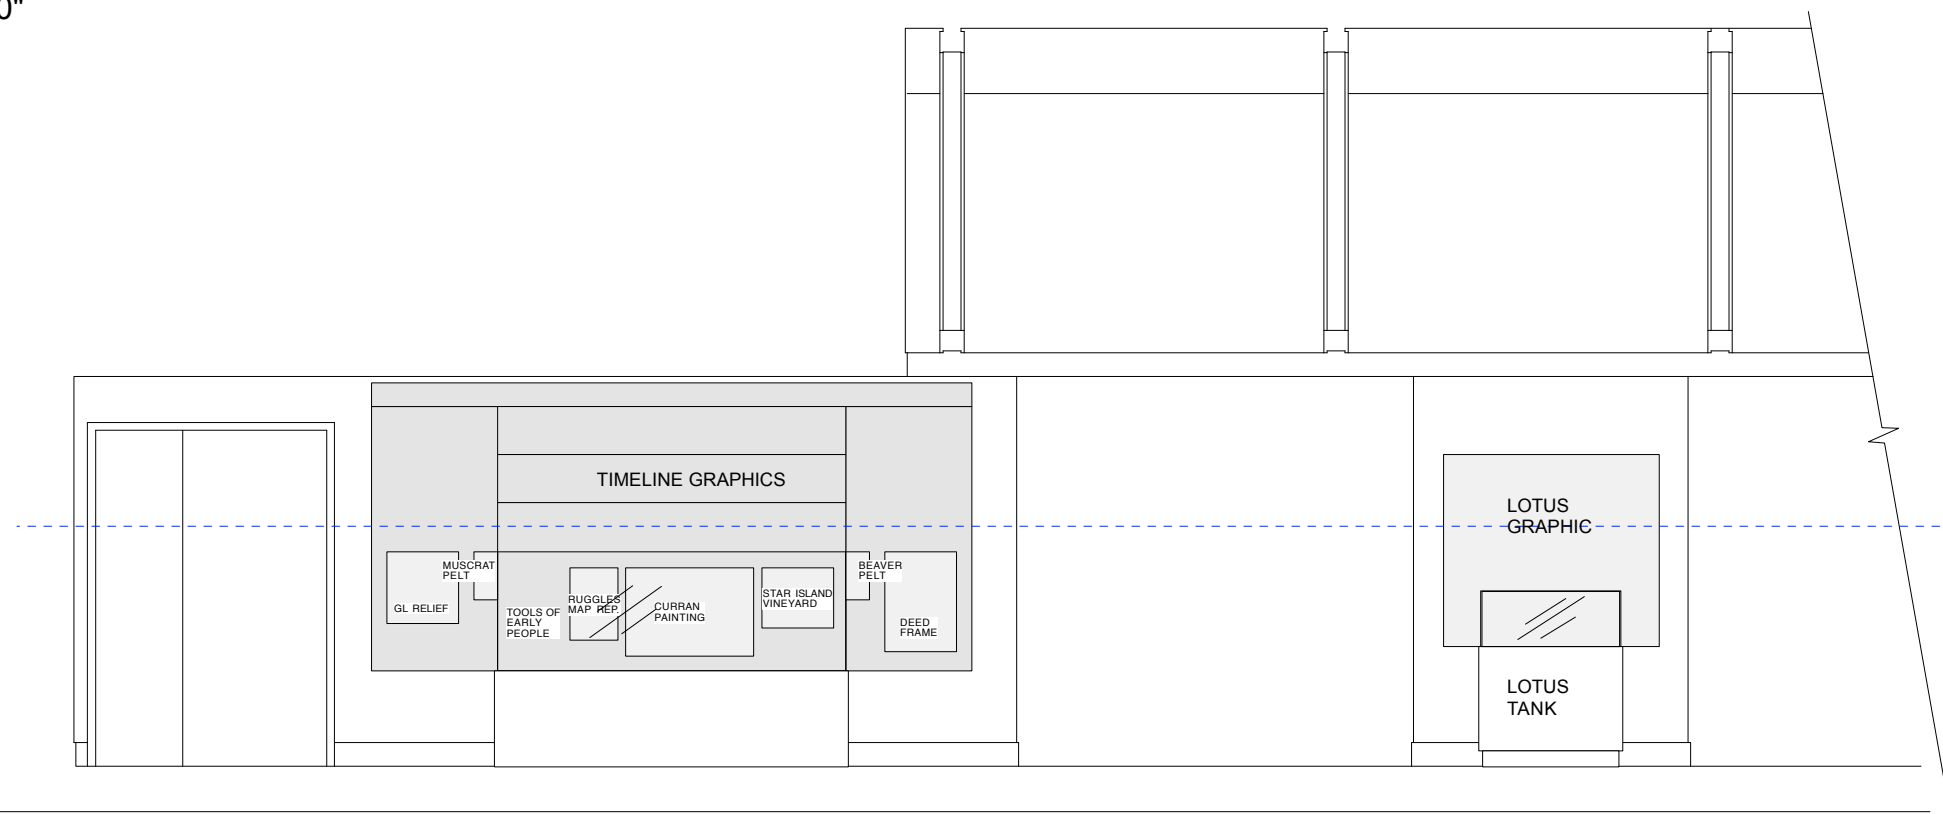 0"
TIMELINE GRAPHICS
LOTUS
GRAPHIC
MUSCRAT
PELT
GL RELIEF
TOOLS OF
EARLY
PEOPLE
RUGGLES
MAP REP.
CURRAN
PAINTING
STAR ISLAND
VINEYARD
BEAVER
PELT
DEED
FRAME
LOTUS
TANK